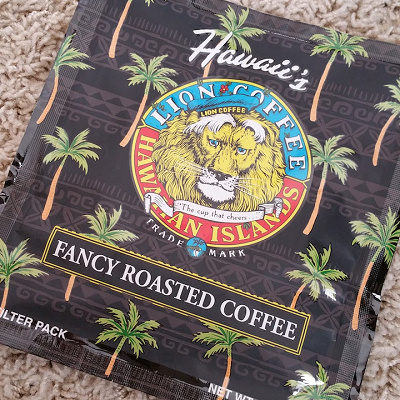 Hawaii's
LION COFFEE
LION COFFEE
"The cup that cheers"
HAWAIIAN ISLANDS
TRADE MARK
FANCY ROASTED COFFEE
ILTER PACK
NET WT